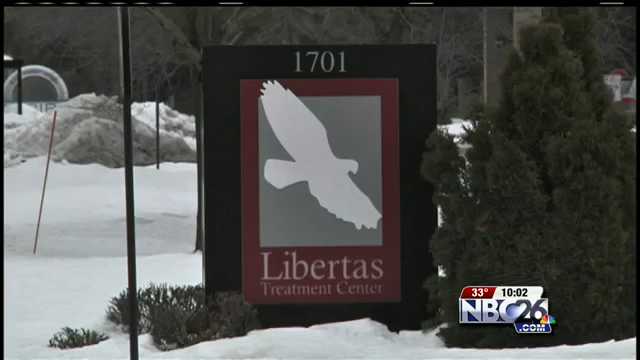 1701
Libertas
Treatment Center
33° 10:02
NBC26
.com